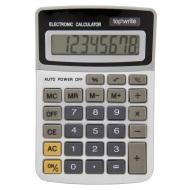 ELECTRONIC CALCULATOR topwrite
12345678
AUTO POWER OFF % √
MC MR M- M+ ÷
OFF 7 8 9 ×
CE 4 5 6 -
AC 1 2 3 +
ON/C 0 . =